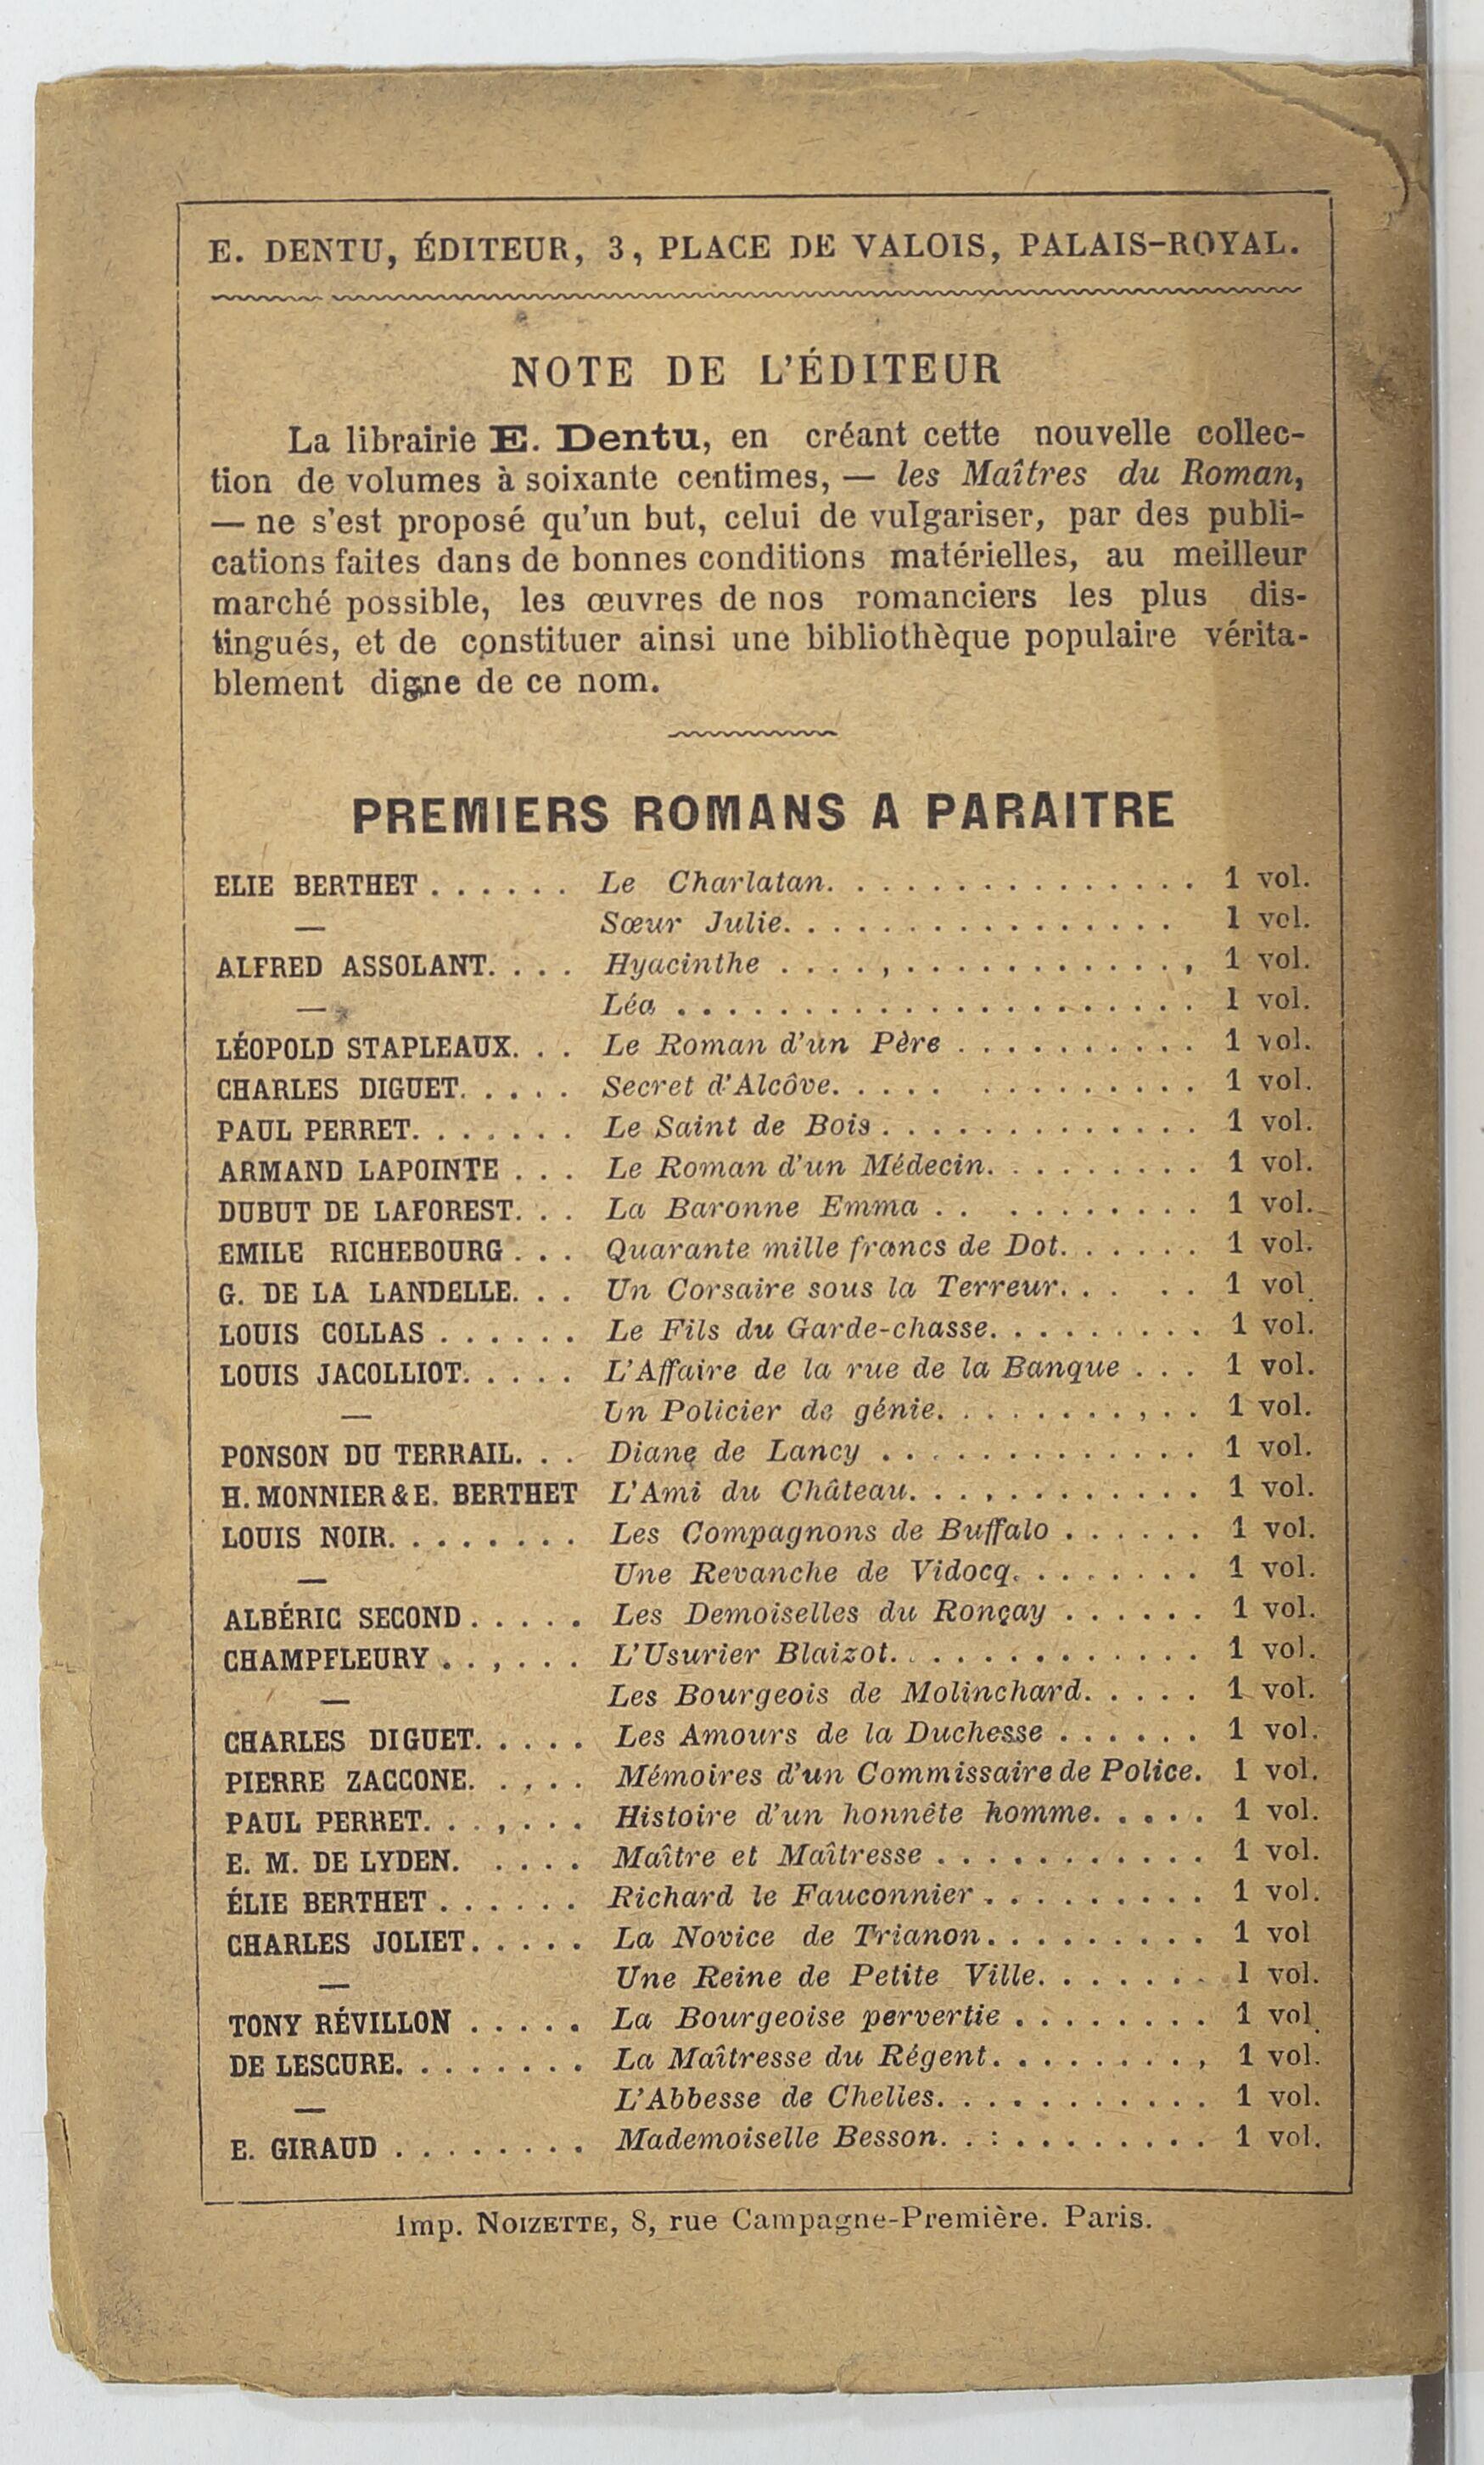 E. DENTU, ÉDITEUR, 3, PLACE DE VALOIS, PALAIS-ROYAL.
NOTE DE L'ÉDITEUR
La librairie E. Dentu, en créant cette nouvelle collec-
tion de volumes à soixante centimes, — les Maîtres du Roman,
— ne s'est proposé qu'un but, celui de vulgariser, par des publi-
cations faites dans de bonnes conditions matérielles, au meilleur
marché possible, les œuvres de nos romanciers les plus dis-
tingués, et de constituer ainsi une bibliothèque populaire vérita-
blement digne de ce nom.
PREMIERS ROMANS A PARAITRE
ELIE BERTHET . . . . . . Le Charlatan. . . . . . . . . . . . . . . 1 vol.
— Sœur Julie. . . . . . . . . . . . . . . . 1 vol.
ALFRED ASSOLANT. . . . Hyacinthe . . . . , . . . . . . . . . . . , 1 vol.
— Léa . . . . . . . . . . . . . . . . . . . . 1 vol.
LÉOPOLD STAPLEAUX. . . Le Roman d'un Père . . . . . . . . . . 1 vol.
CHARLES DIGUET. . . . . Secret d'Alcôve. . . . . . . . . . . . . . 1 vol.
PAUL PERRET. . . . . . . Le Saint de Bois . . . . . . . . . . . . . 1 vol.
ARMAND LAPOINTE . . . Le Roman d'un Médecin. . . . . . . . . 1 vol.
DUBUT DE LAFOREST. . . La Baronne Emma . . . . . . . . . . 1 vol.
EMILE RICHEBOURG . . . Quarante mille francs de Dot. . . . . . 1 vol.
G. DE LA LANDELLE. . . Un Corsaire sous la Terreur. . . . . 1 vol.
LOUIS COLLAS . . . . . . Le Fils du Garde-chasse. . . . . . . . . 1 vol.
LOUIS JACOLLIOT. . . . . L'Affaire de la rue de la Banque . . . 1 vol.
— Un Policier de génie. . . . . . . . . , . . 1 vol.
PONSON DU TERRAIL. . . Diane de Lancy . . . . . . . . . . . . . 1 vol.
H. MONNIER & E. BERTHET L'Ami du Château. . . . . . . . . . . . 1 vol.
LOUIS NOIR. . . . . . . . Les Compagnons de Buffalo . . . . . . 1 vol.
— Une Revanche de Vidocq. . . . . . . . 1 vol.
ALBÉRIC SECOND . . . . . Les Demoiselles du Ronçay . . . . . . 1 vol.
CHAMPFLEURY . . , . . . L'Usurier Blaizot. . . . . . . . . . . . . 1 vol.
— Les Bourgeois de Molinchard. . . . . 1 vol.
CHARLES DIGUET. . . . . Les Amours de la Duchesse . . . . . . 1 vol.
PIERRE ZACCONE. . , . . Mémoires d'un Commissaire de Police. 1 vol.
PAUL PERRET. . . , . . . Histoire d'un honnête homme. . . . . 1 vol.
E. M. DE LYDEN. . . . . Maître et Maîtresse . . . . . . . . . . . 1 vol.
ÉLIE BERTHET . . . . . . Richard le Fauconnier . . . . . . . . . 1 vol.
CHARLES JOLIET. . . . . La Novice de Trianon. . . . . . . . . 1 vol
— Une Reine de Petite Ville. . . . . . . 1 vol.
TONY RÉVILLON . . . . . La Bourgeoise pervertie . . . . . . . . 1 vol.
DE LESCURE. . . . . . . . La Maîtresse du Régent. . . . . . . . , 1 vol.
— L'Abbesse de Chelles. . . . . . . . . . . 1 vol.
E. GIRAUD . . . . . . . . Mademoiselle Besson. . : . . . . . . . . 1 vol.
Imp. NOIZETTE, 8, rue Campagne-Première. Paris.